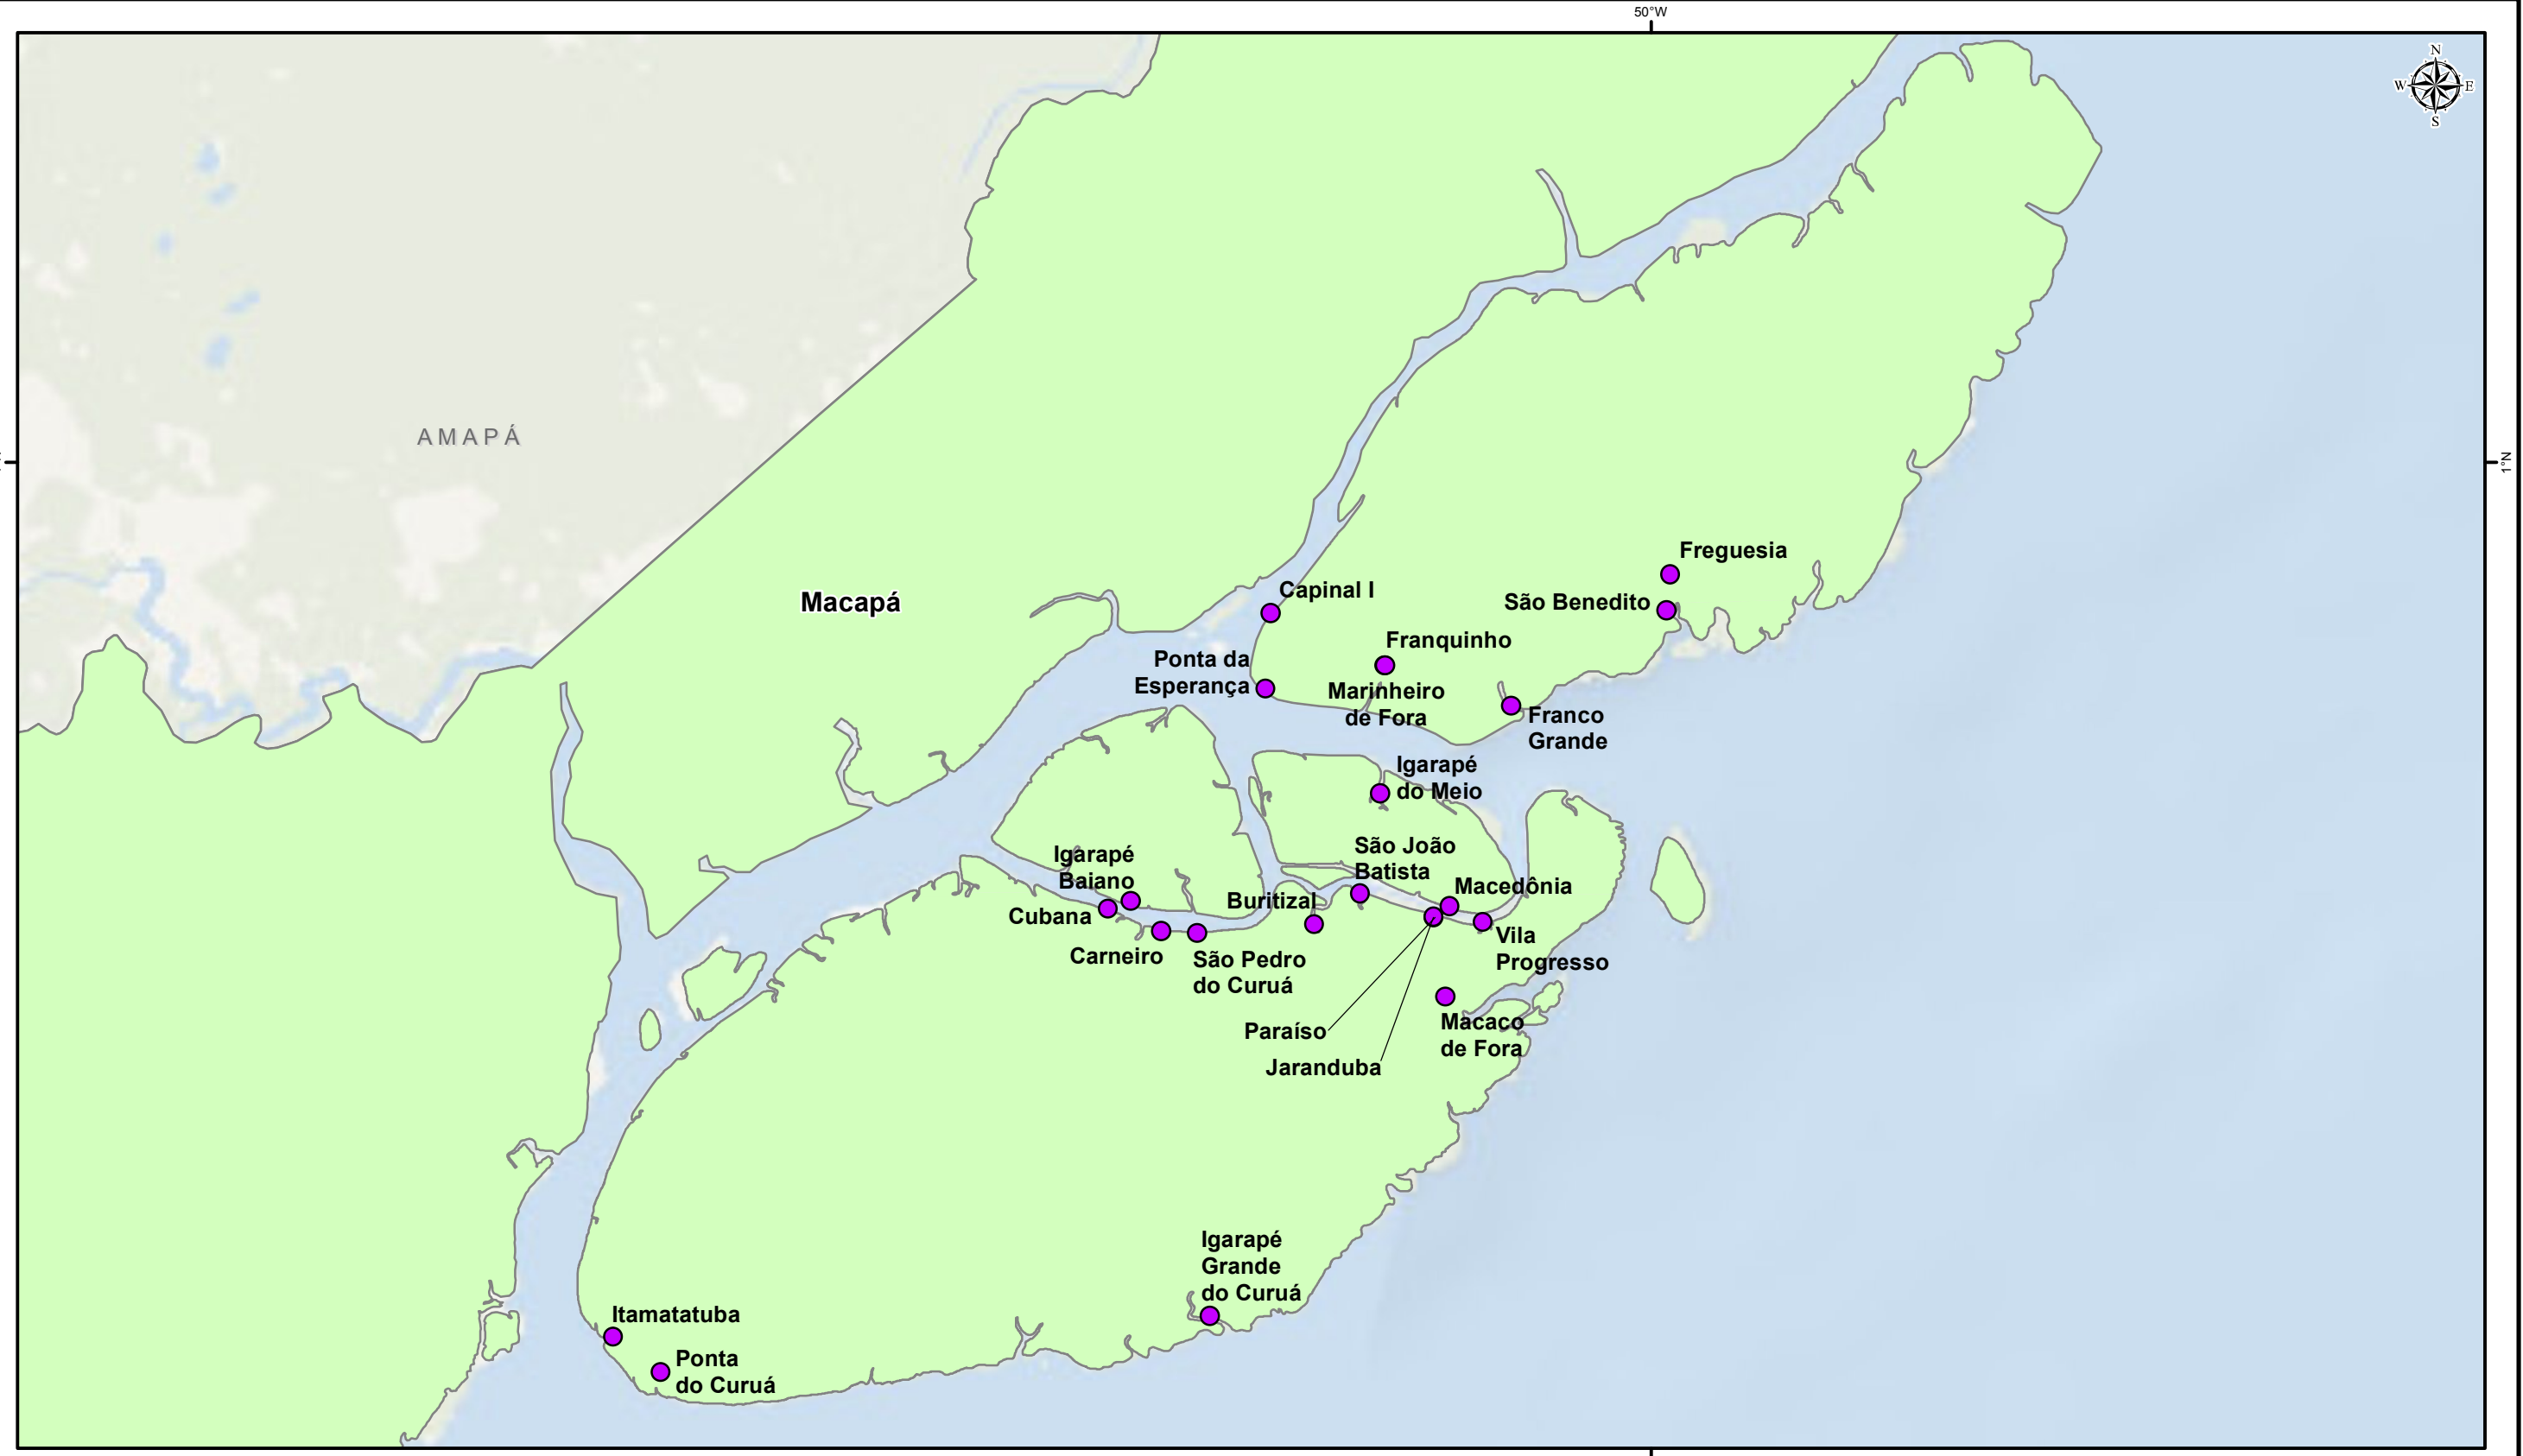 50°W
N
W
E
S
AMAPÁ
1°N
Freguesia
Capinal I
Macapá
São Benedito
Franquinho
Ponta da
Esperança
Marinheiro
de Fora
Franco
Grande
Igarapé
do Meio
São João
Batista
Igarapé
Baiano
Macedônia
Buritizal
Cubana
Vila
Progresso
Carneiro
São Pedro
do Curuá
Paraíso
Macaco
de Fora
Jaranduba
Igarapé
Grande
do Curuá
Itamatatuba
Ponta
do Curuá